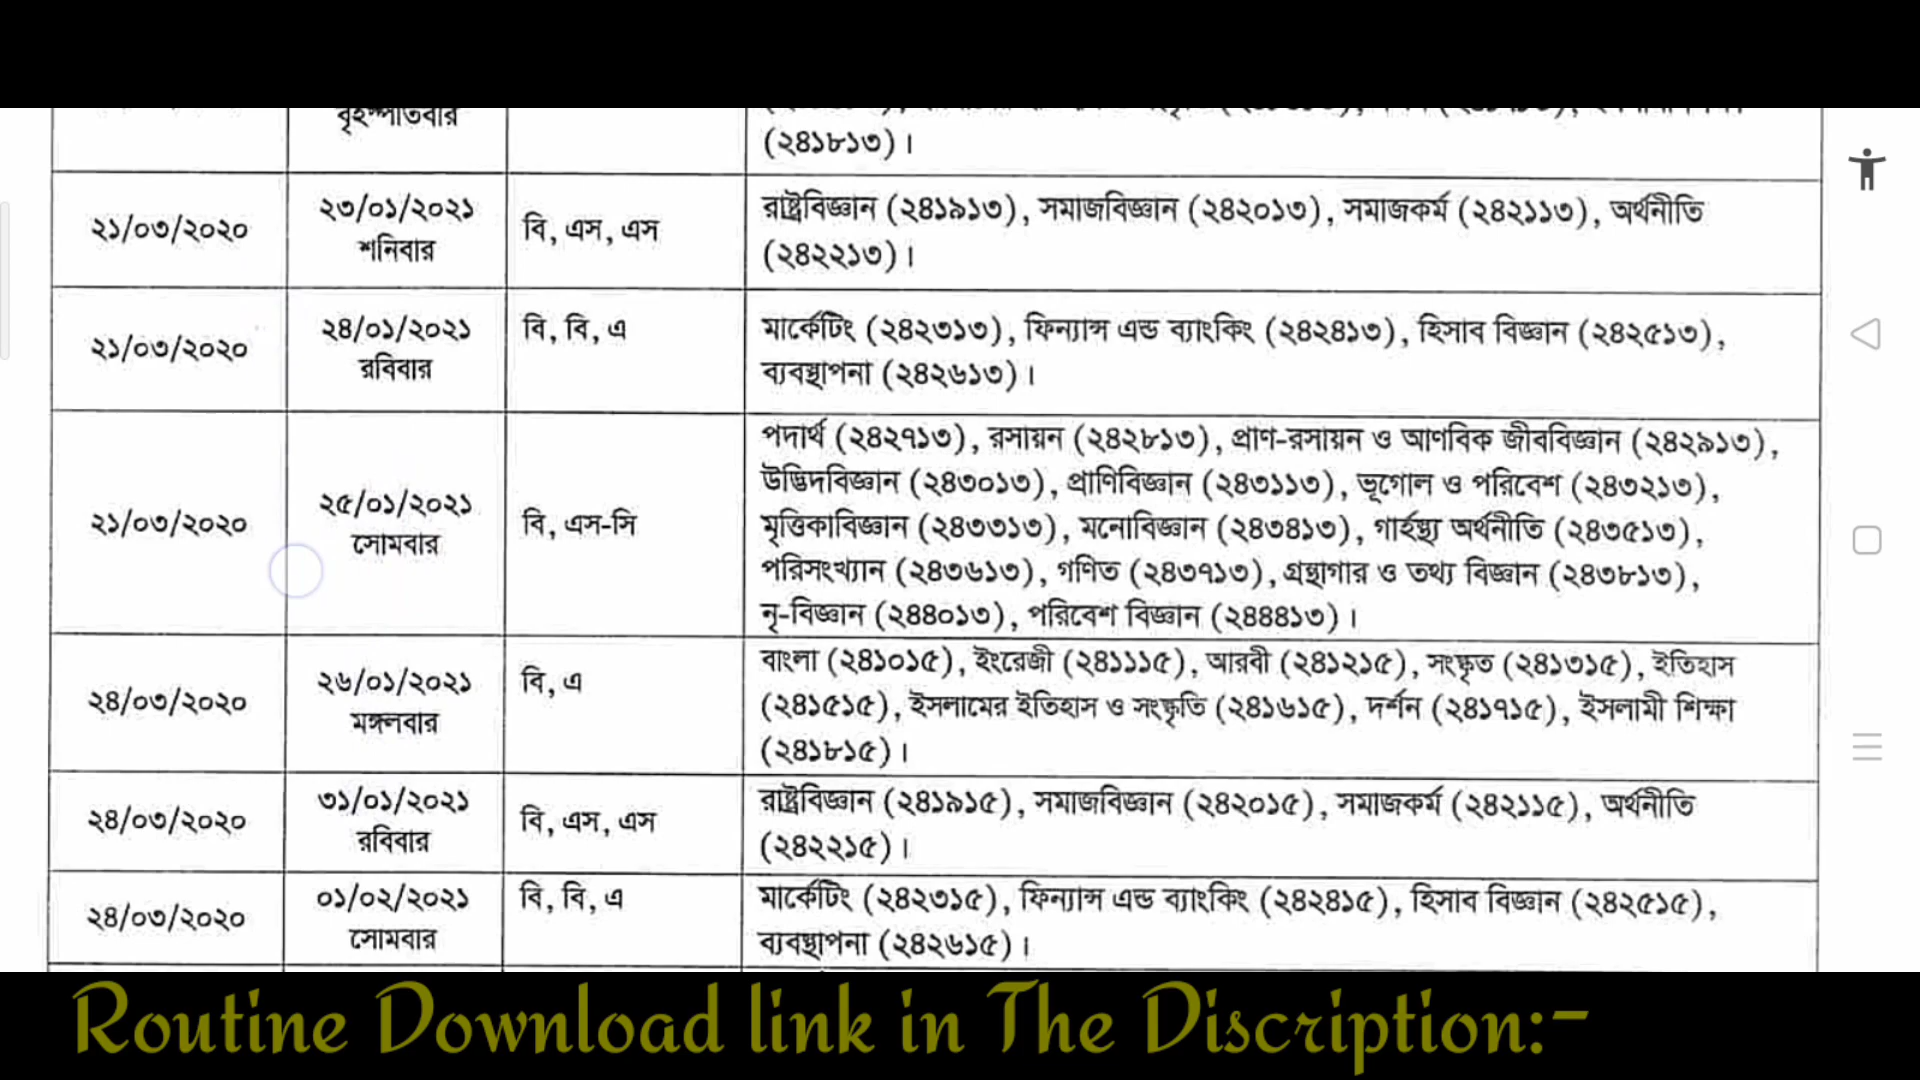 বৃহস্পতিবার
(২৪১৮১৩)।
২১/০৩/২০২০
২৩/০১/২০২১
শনিবার
বি, এস, এস
রাষ্ট্রবিজ্ঞান (২৪১৯১৩), সমাজবিজ্ঞান (২৪২০১৩), সমাজকর্ম (২৪২১১৩), অর্থনীতি
(২৪২২১৩)।
২১/০৩/২০২০
২৪/০১/২০২১
রবিবার
বি, বি, এ
মার্কেটিং (২৪২৩১৩), ফিন্যান্স এন্ড ব্যাংকিং (২৪২৪১৩), হিসাব বিজ্ঞান (২৪২৫১৩),
ব্যবস্থাপনা (২৪২৬১৩)।
২১/০৩/২০২০
২৫/০১/২০২১
সোমবার
বি, এস-সি
পদার্থ (২৪২৭১৩), রসায়ন (২৪২৮১৩), প্রাণ-রসায়ন ও আণবিক জীববিজ্ঞান (২৪২৯১৩),
উদ্ভিদবিজ্ঞান (২৪৩০১৩), প্রাণিবিজ্ঞান (২৪৩১১৩), ভূগোল ও পরিবেশ (২৪৩২১৩),
মৃত্তিকাবিজ্ঞান (২৪৩৩১৩), মনোবিজ্ঞান (২৪৩৪১৩), গার্হস্থ্য অর্থনীতি (২৪৩৫১৩),
পরিসংখ্যান (২৪৩৬১৩), গণিত (২৪৩৭১৩), গ্রন্থাগার ও তথ্য বিজ্ঞান (২৪৩৮১৩),
নৃ-বিজ্ঞান (২৪৪০১৩), পরিবেশ বিজ্ঞান (২৪৪৪১৩)।
২৪/০৩/২০২০
২৬/০১/২০২১
মঙ্গলবার
বি, এ
বাংলা (২৪১০১৫), ইংরেজী (২৪১১১৫), আরবী (২৪১২১৫), সংস্কৃত (২৪১৩১৫), ইতিহাস
(২৪১৫১৫), ইসলামের ইতিহাস ও সংস্কৃতি (২৪১৬১৫), দর্শন (২৪১৭১৫), ইসলামী শিক্ষা
(২৪১৮১৫)।
২৪/০৩/২০২০
৩১/০১/২০২১
রবিবার
বি, এস, এস
রাষ্ট্রবিজ্ঞান (২৪১৯১৫), সমাজবিজ্ঞান (২৪২০১৫), সমাজকর্ম (২৪২১১৫), অর্থনীতি
(২৪২২১৫)।
২৪/০৩/২০২০
০১/০২/২০২১
সোমবার
বি, বি, এ
মার্কেটিং (২৪২৩১৫), ফিন্যান্স এন্ড ব্যাংকিং (২৪২৪১৫), হিসাব বিজ্ঞান (২৪২৫১৫),
ব্যবস্থাপনা (২৪২৬১৫)।
Routine Download link in The Discription:-